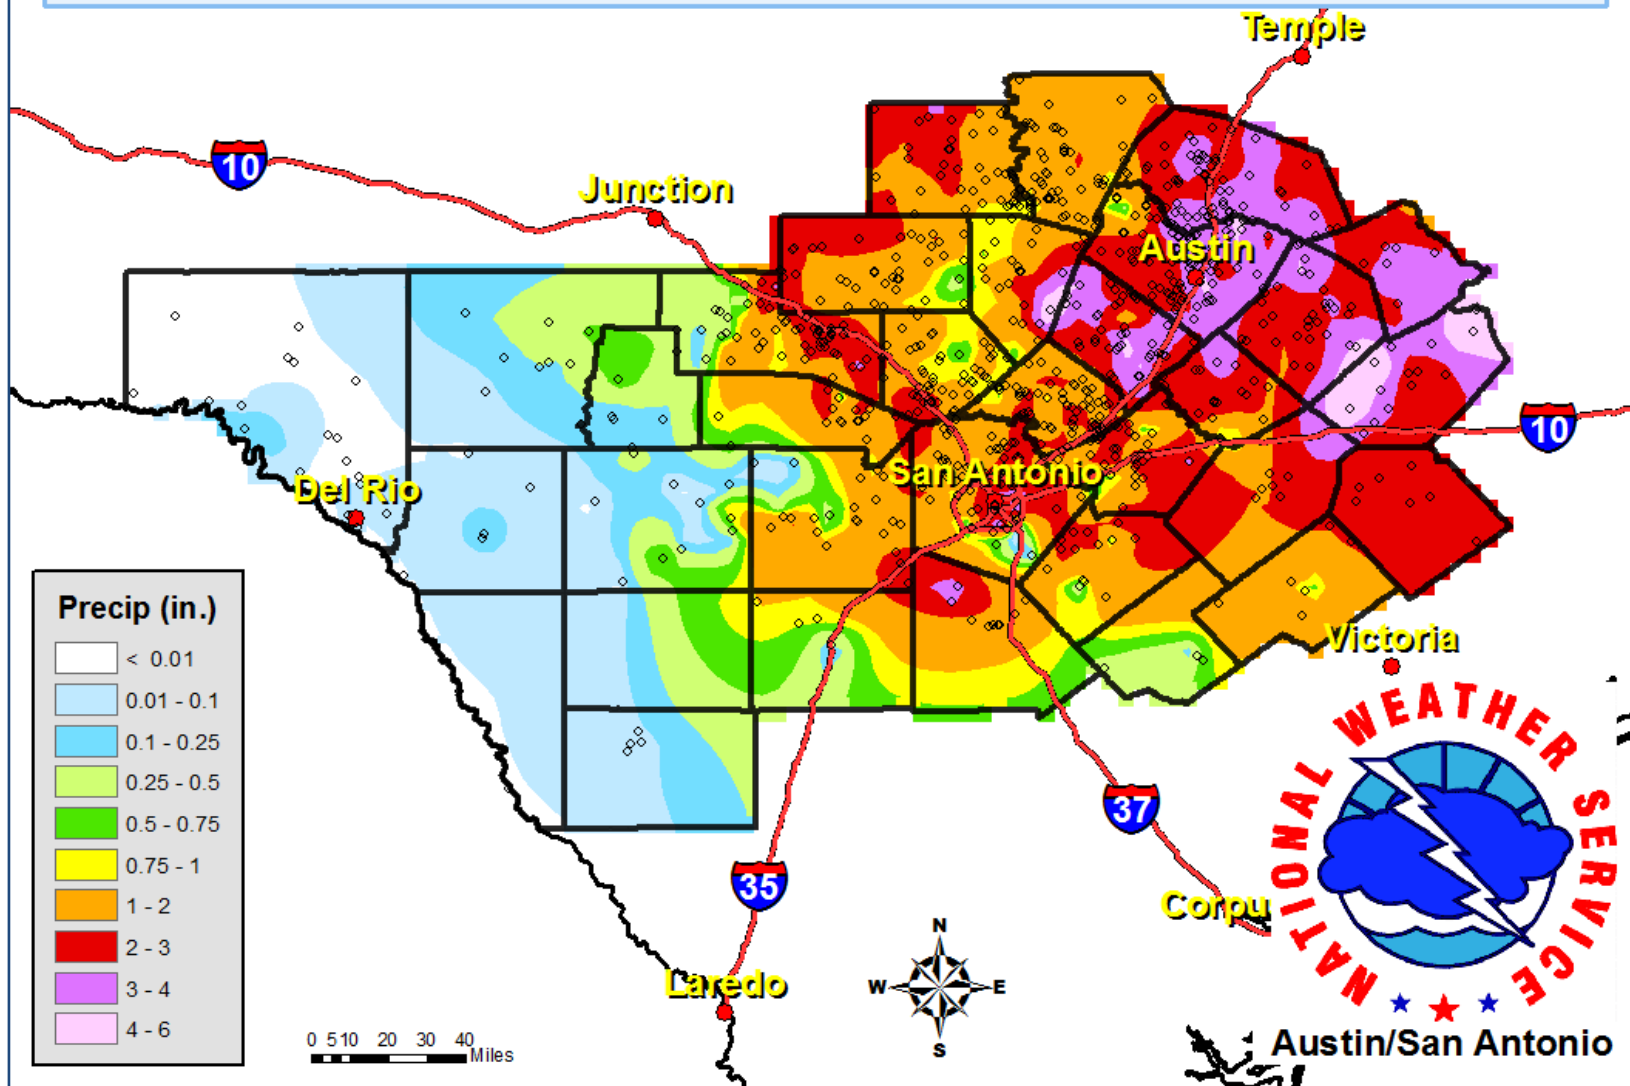 Temple
10
Junction
Austin
10
San Antonio
Del Rio
Precip (in.)
< 0.01
0.01 - 0.1
0.1 - 0.25
0.25 - 0.5
0.5 - 0.75
0.75 - 1
1 - 2
2 - 3
3 - 4
4 - 6
Victoria
NATIONAL WEATHER SERVICE
37
35
Corpu
N
W E
S
Laredo
0 5 10 20 30 40
Miles
Austin/San Antonio